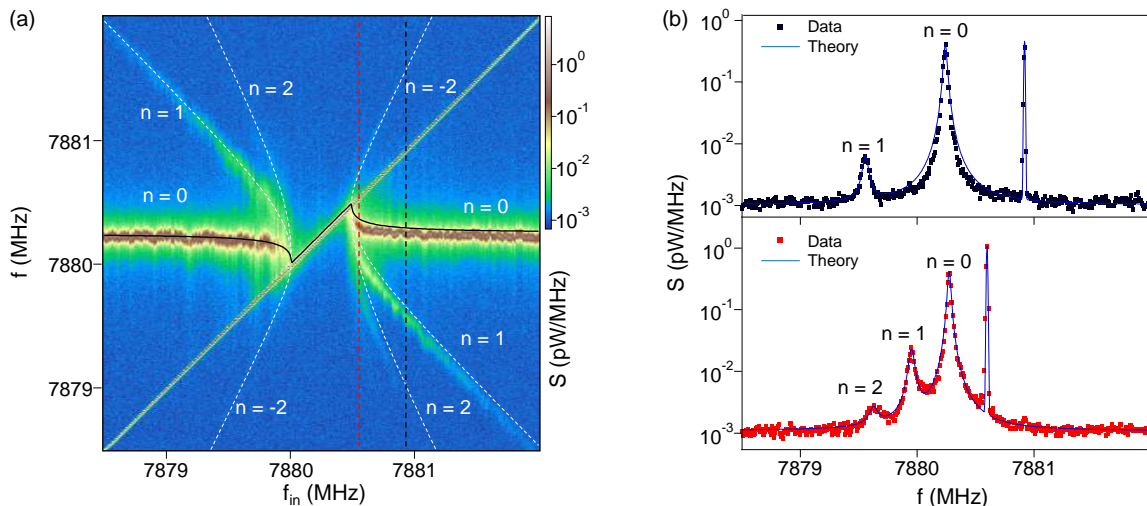 (a)
f (MHz)
7881
7880
7879
7879
7880
7881
f_in (MHz)
n = 2
n = -2
n = 1
n = 0
n = 0
n = 1
n = -2
n = 2
10^0
10^-1
10^-2
10^-3
S (pW/MHz)
(b)
S (pW/MHz)
10^0
10^-1
10^-2
10^-3
Data
Theory
n = 0
n = 1
10^0
10^-1
10^-2
10^-3
Data
Theory
n = 0
n = 1
n = 2
7879
7880
7881
f (MHz)